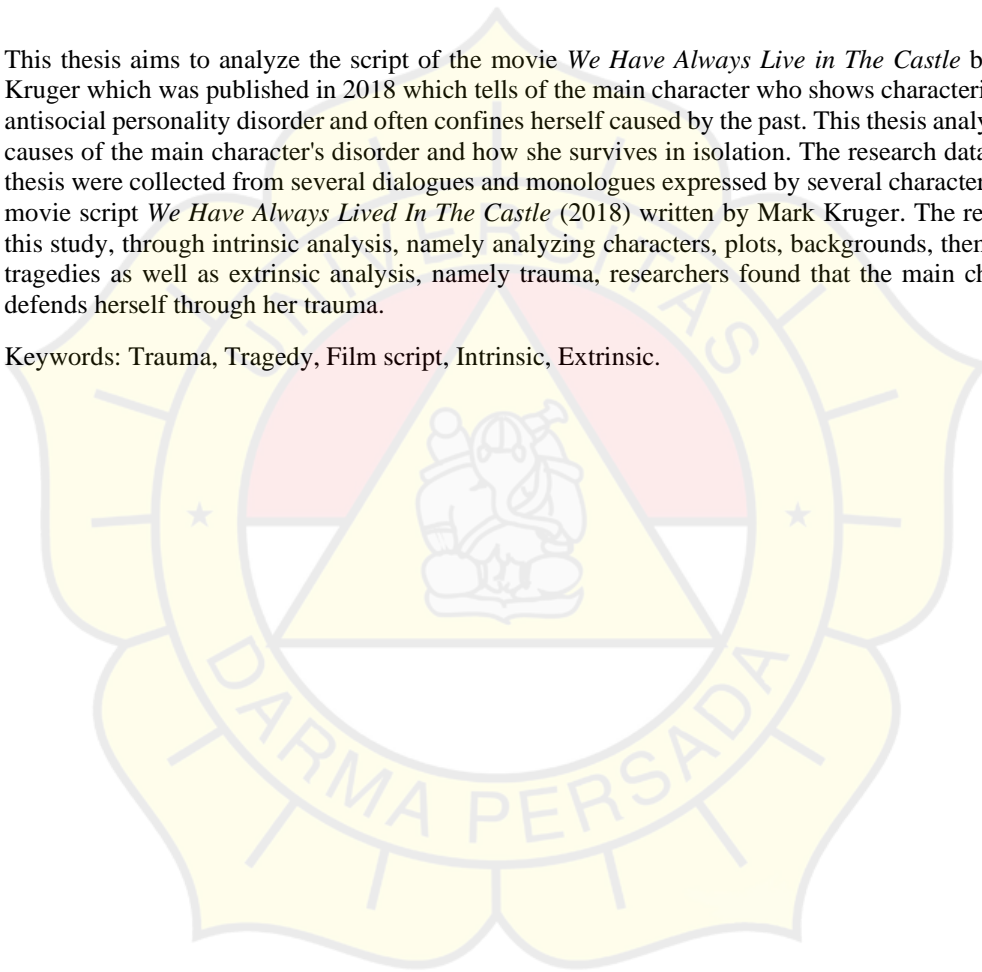 This thesis aims to analyze the script of the movie We Have Always Live in The Castle b
Kruger which was published in 2018 which tells of the main character who shows characteri
antisocial personality disorder and often confines herself caused by the past. This thesis analy
causes of the main character's disorder and how she survives in isolation. The research data
thesis were collected from several dialogues and monologues expressed by several character
movie script We Have Always Lived In The Castle (2018) written by Mark Kruger. The re
this study, through intrinsic analysis, namely analyzing characters, plots, backgrounds, then
tragedies as well as extrinsic analysis, namely trauma, researchers found that the main ch
defends herself through her trauma.
Keywords: Trauma, Tragedy, Film script, Intrinsic, Extrinsic.
UNIVERSITAS
DARMA PERSADA